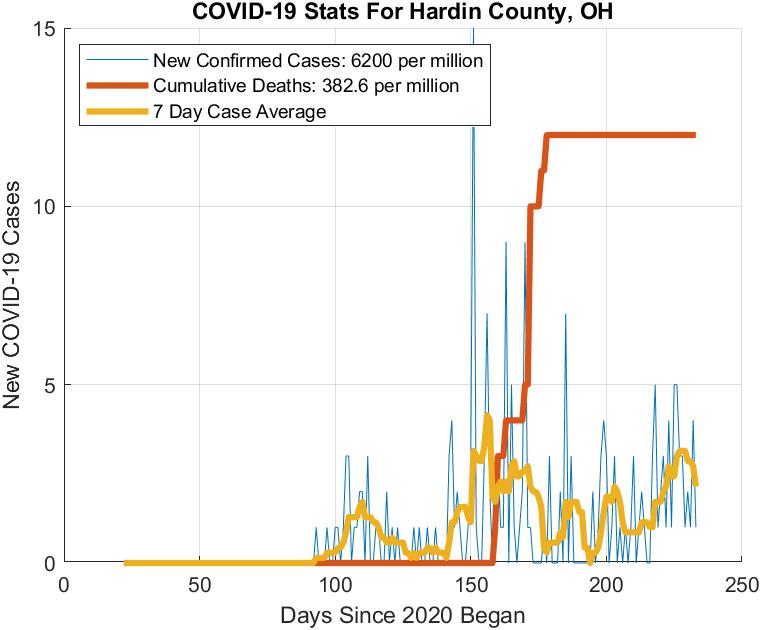 COVID-19 Stats For Hardin County, OH
15
New Confirmed Cases: 6200 per million
Cumulative Deaths: 382.6 per million
7 Day Case Average
10
New COVID-19 Cases
5
0
0 50 100 150 200 250
Days Since 2020 Began